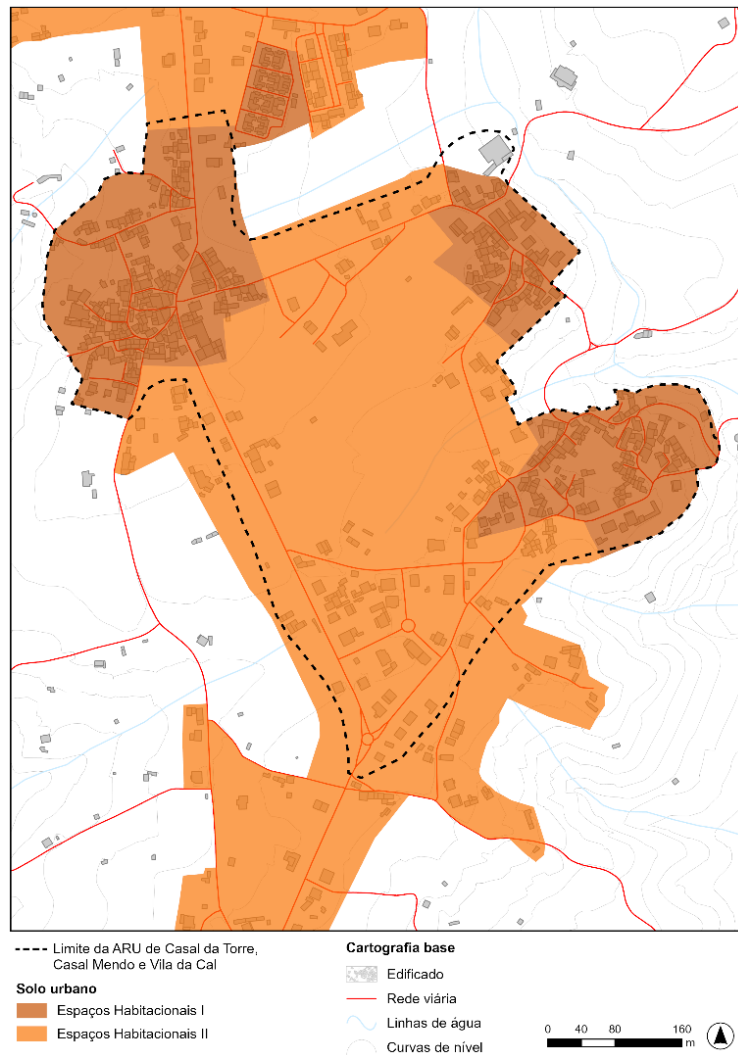 Limite da ARU de Casal da Torre,
Casal Mendo e Vila da Cal
Solo urbano
Espaços Habitacionais I
Espaços Habitacionais II
Cartografia base
Edificado
Rede viária
Linhas de água
Curvas de nível
0 40 80 160
m